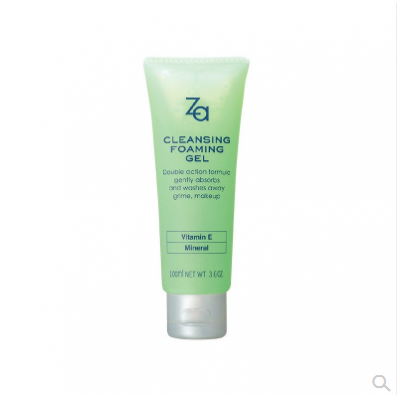 Za
CLEANSING
FOAMING
GEL
Double action formula
gently absorbs
and washes away
grime, makeup
Vitamin E
Mineral
100ml NET WT 3.6OZ